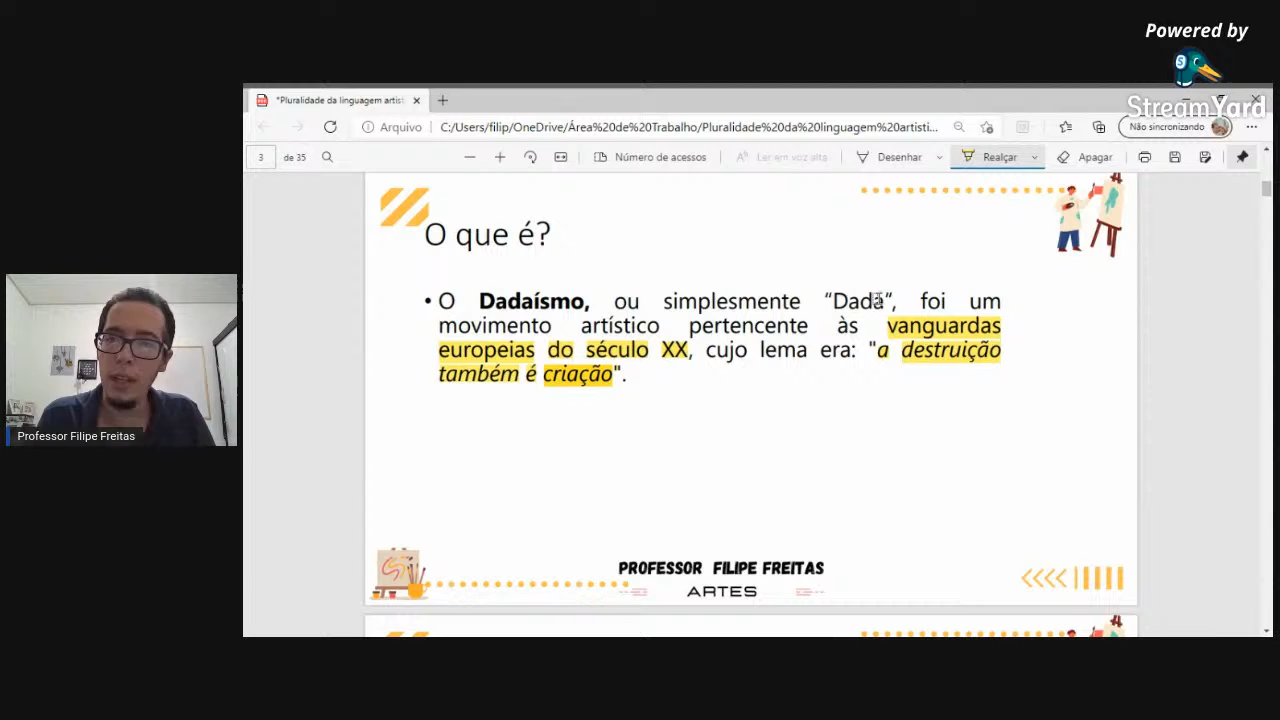 Powered by
StreamYard
*Pluralidade da linguagem artist
Arquivo C:/Users/filip/OneDrive/Área%20de%20Trabalho/Pluralidade%20da%20linguagem%20artisti... Não sincronizando
3 de 35 Número de acessos Ler em voz alta Desenhar Realçar Apagar
O que é?
• O Dadaísmo, ou simplesmente “Dadá”, foi um
movimento artístico pertencente às vanguardas
europeias do século XX, cujo lema era: "a destruição
também é criação".
Professor Filipe Freitas
PROFESSOR FILIPE FREITAS
ARTES